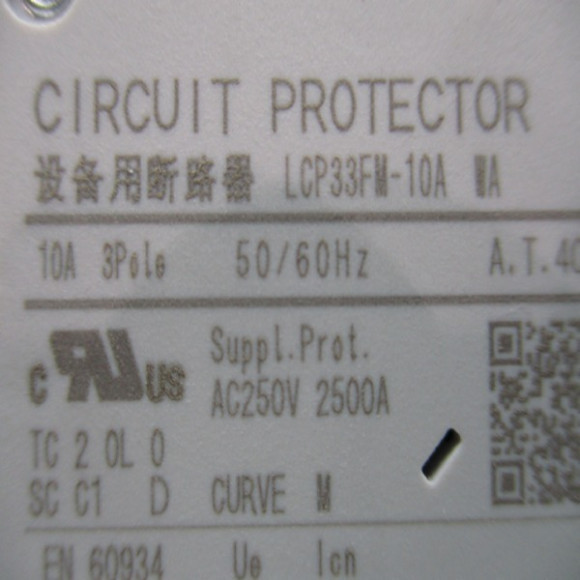 CIRCUIT PROTECTOR
设备用断路器 LCP33FM-10A WA
10A 3Pole 50/60Hz A.T.40
c RU US Suppl.Prot.
AC250V 2500A
TC 2 OL 0
SC C1 D CURVE M
EN 60934 Ue Icn